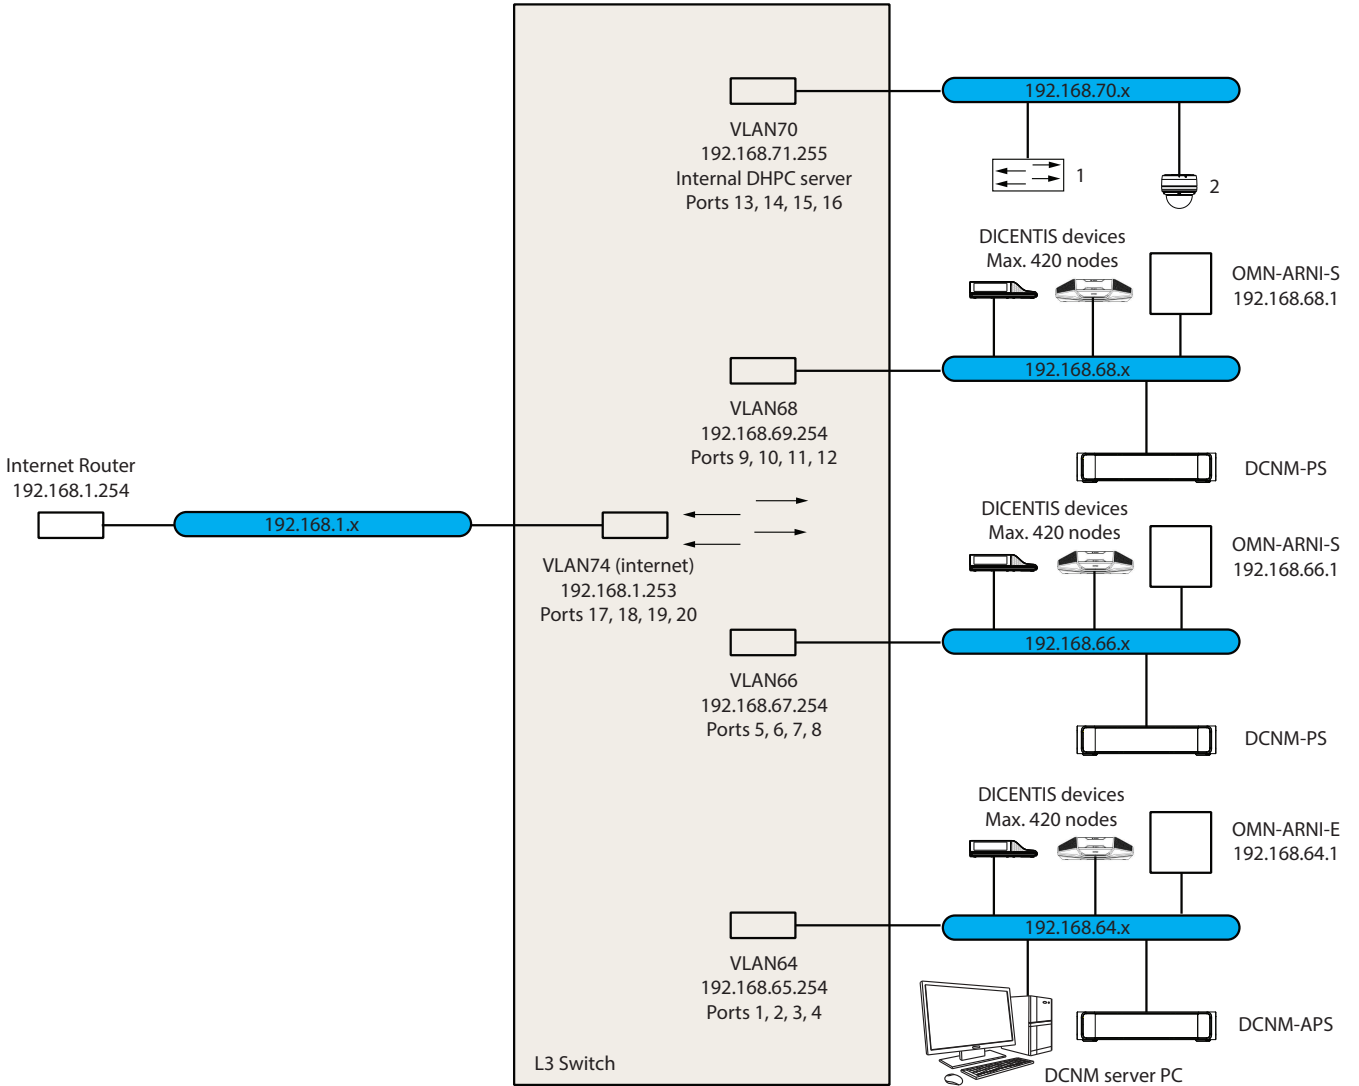 192.168.70.x
VLAN70
192.168.71.255
Internal DHPC server
Ports 13, 14, 15, 16
1
2
DICENTIS devices
Max. 420 nodes
OMN-ARNI-S
192.168.68.1
192.168.68.x
VLAN68
192.168.69.254
Ports 9, 10, 11, 12
DCNM-PS
Internet Router
192.168.1.254
192.168.1.x
VLAN74 (internet)
192.168.1.253
Ports 17, 18, 19, 20
DICENTIS devices
Max. 420 nodes
OMN-ARNI-S
192.168.66.1
192.168.66.x
VLAN66
192.168.67.254
Ports 5, 6, 7, 8
DCNM-PS
DICENTIS devices
Max. 420 nodes
OMN-ARNI-E
192.168.64.1
192.168.64.x
VLAN64
192.168.65.254
Ports 1, 2, 3, 4
DCNM-APS
DCNM server PC
L3 Switch